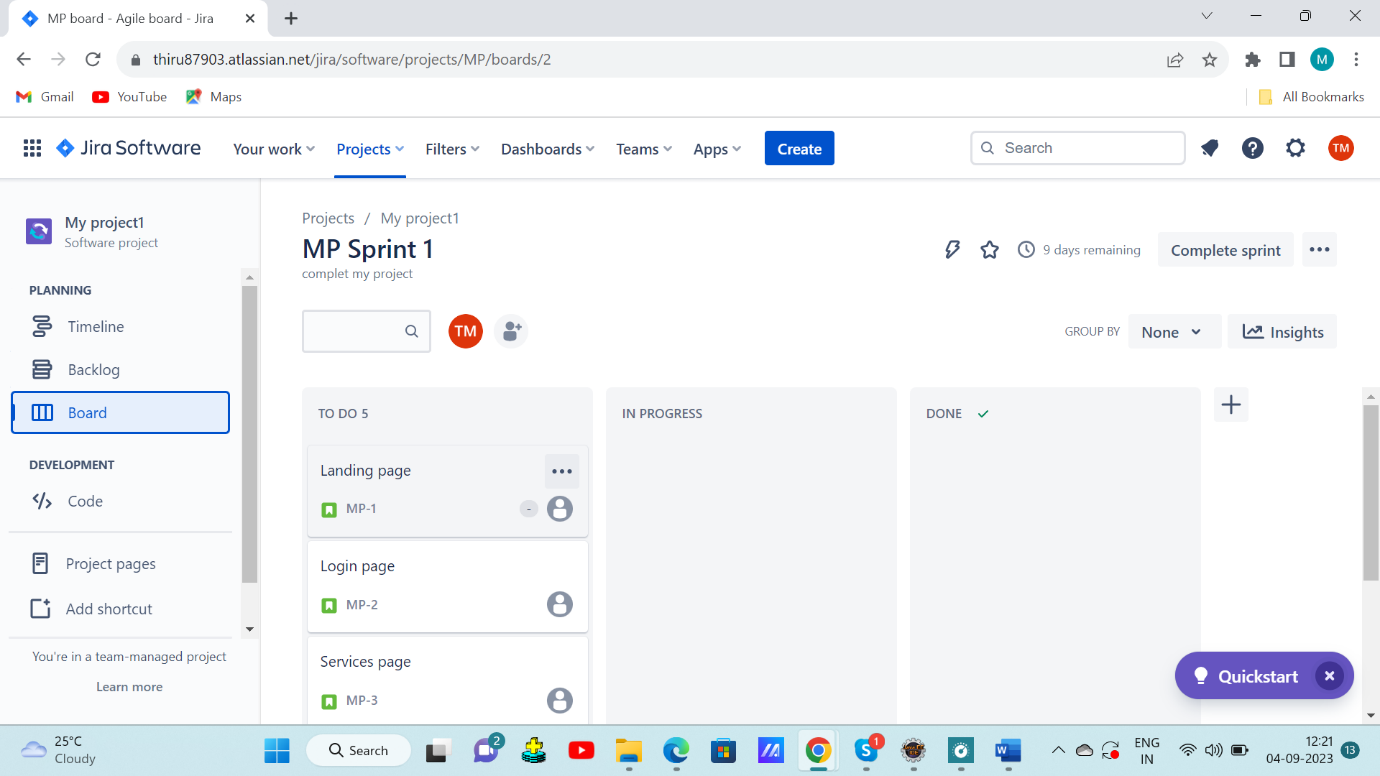 MP board - Agile board - Jira
thiru87903.atlassian.net/jira/software/projects/MP/boards/2
M
Gmail YouTube Maps All Bookmarks
Jira Software Your work Projects Filters Dashboards Teams Apps Create Search TM
My project1
Software project
PLANNING
Timeline
Backlog
Board
DEVELOPMENT
Code
Project pages
Add shortcut
You're in a team-managed project
Learn more
Projects / My project1
MP Sprint 1
complet my project
9 days remaining Complete sprint
TM GROUP BY None Insights
TO DO 5 IN PROGRESS DONE
Landing page
MP-1 -
Login page
MP-2
Services page
MP-3
Quickstart
25°C
Cloudy
Search
2
1
ENG
IN
12:21
04-09-2023
13